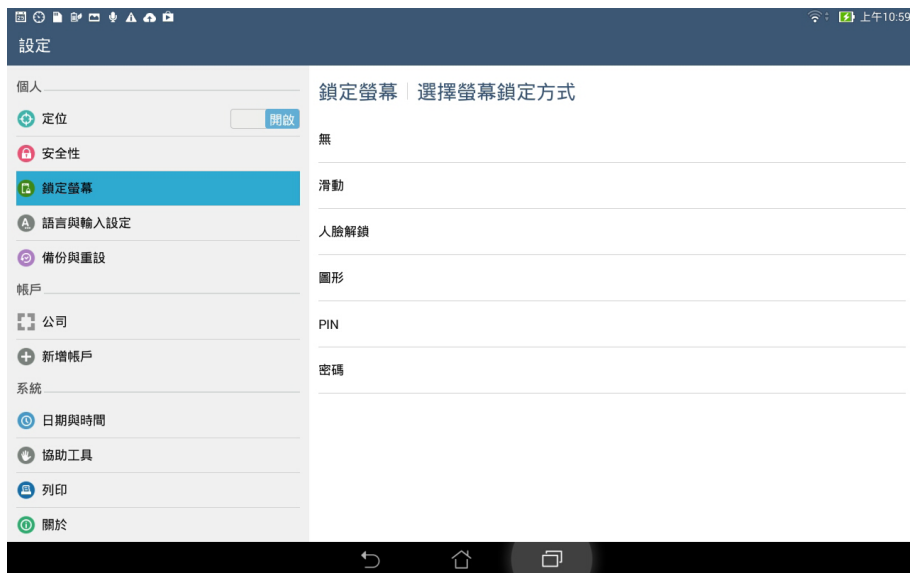 上午10:59
設定
個人
定位
開啟
安全性
鎖定螢幕
語言與輸入設定
備份與重設
帳戶
公司
新增帳戶
系統
日期與時間
協助工具
列印
關於
鎖定螢幕 | 選擇螢幕鎖定方式
無
滑動
人臉解鎖
圖形
PIN
密碼